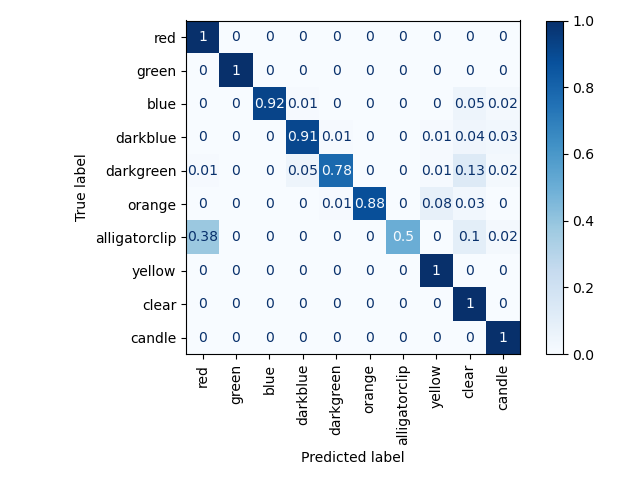 red 1 0 0 0 0 0 0 0 0 0 1.0
green 0 1 0 0 0 0 0 0 0 0
blue 0 0 0.92 0.01 0 0 0 0 0.05 0.02 0.8
darkblue 0 0 0 0.91 0.01 0 0 0.01 0.04 0.03
darkgreen 0.01 0 0 0.05 0.78 0 0 0.01 0.13 0.02 0.6
orange 0 0 0 0 0.01 0.88 0 0.08 0.03 0
alligatorclip 0.38 0 0 0 0 0 0.5 0 0.1 0.02 0.4
yellow 0 0 0 0 0 0 0 1 0 0
clear 0 0 0 0 0 0 0 0 1 0 0.2
candle 0 0 0 0 0 0 0 0 0 1 0.0
True label
red green blue darkblue darkgreen orange alligatorclip yellow clear candle
Predicted label